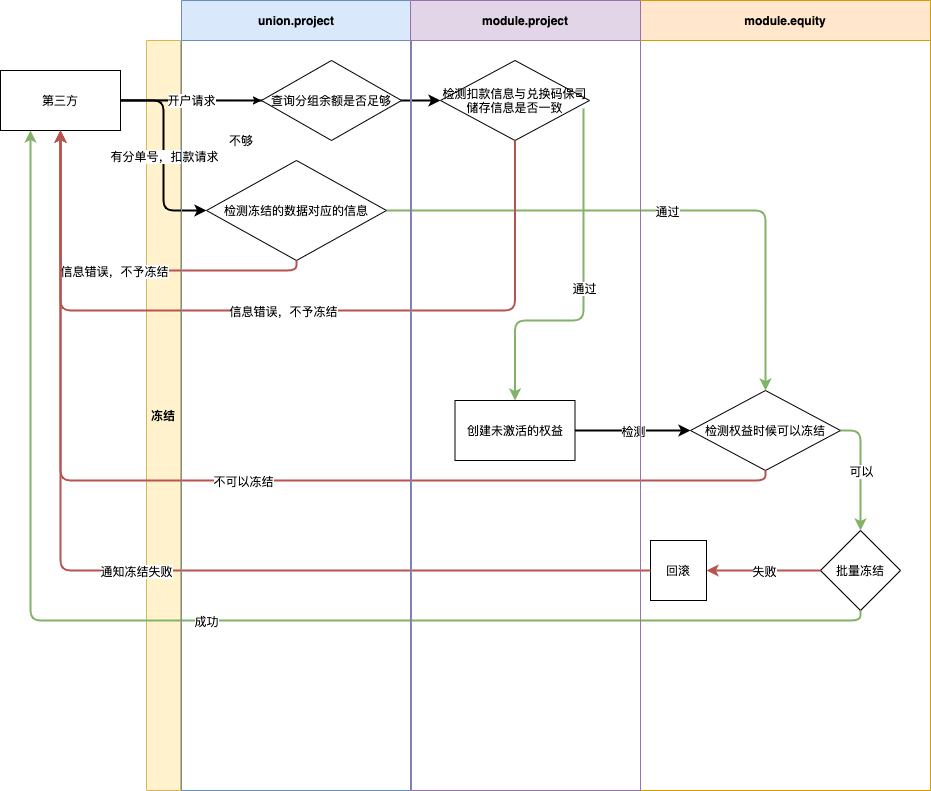 union.project
module.project
module.equity
第三方
开户请求
查询分组余额是否足够
检测扣款信息与兑换码保司
储存信息是否一致
不够
有分单号，扣款请求
检测冻结的数据对应的信息
通过
信息错误，不予冻结
通过
信息错误，不予冻结
冻结
创建未激活的权益
检测
检测权益时候可以冻结
可以
不可以冻结
通知冻结失败
回滚
失败
批量冻结
成功